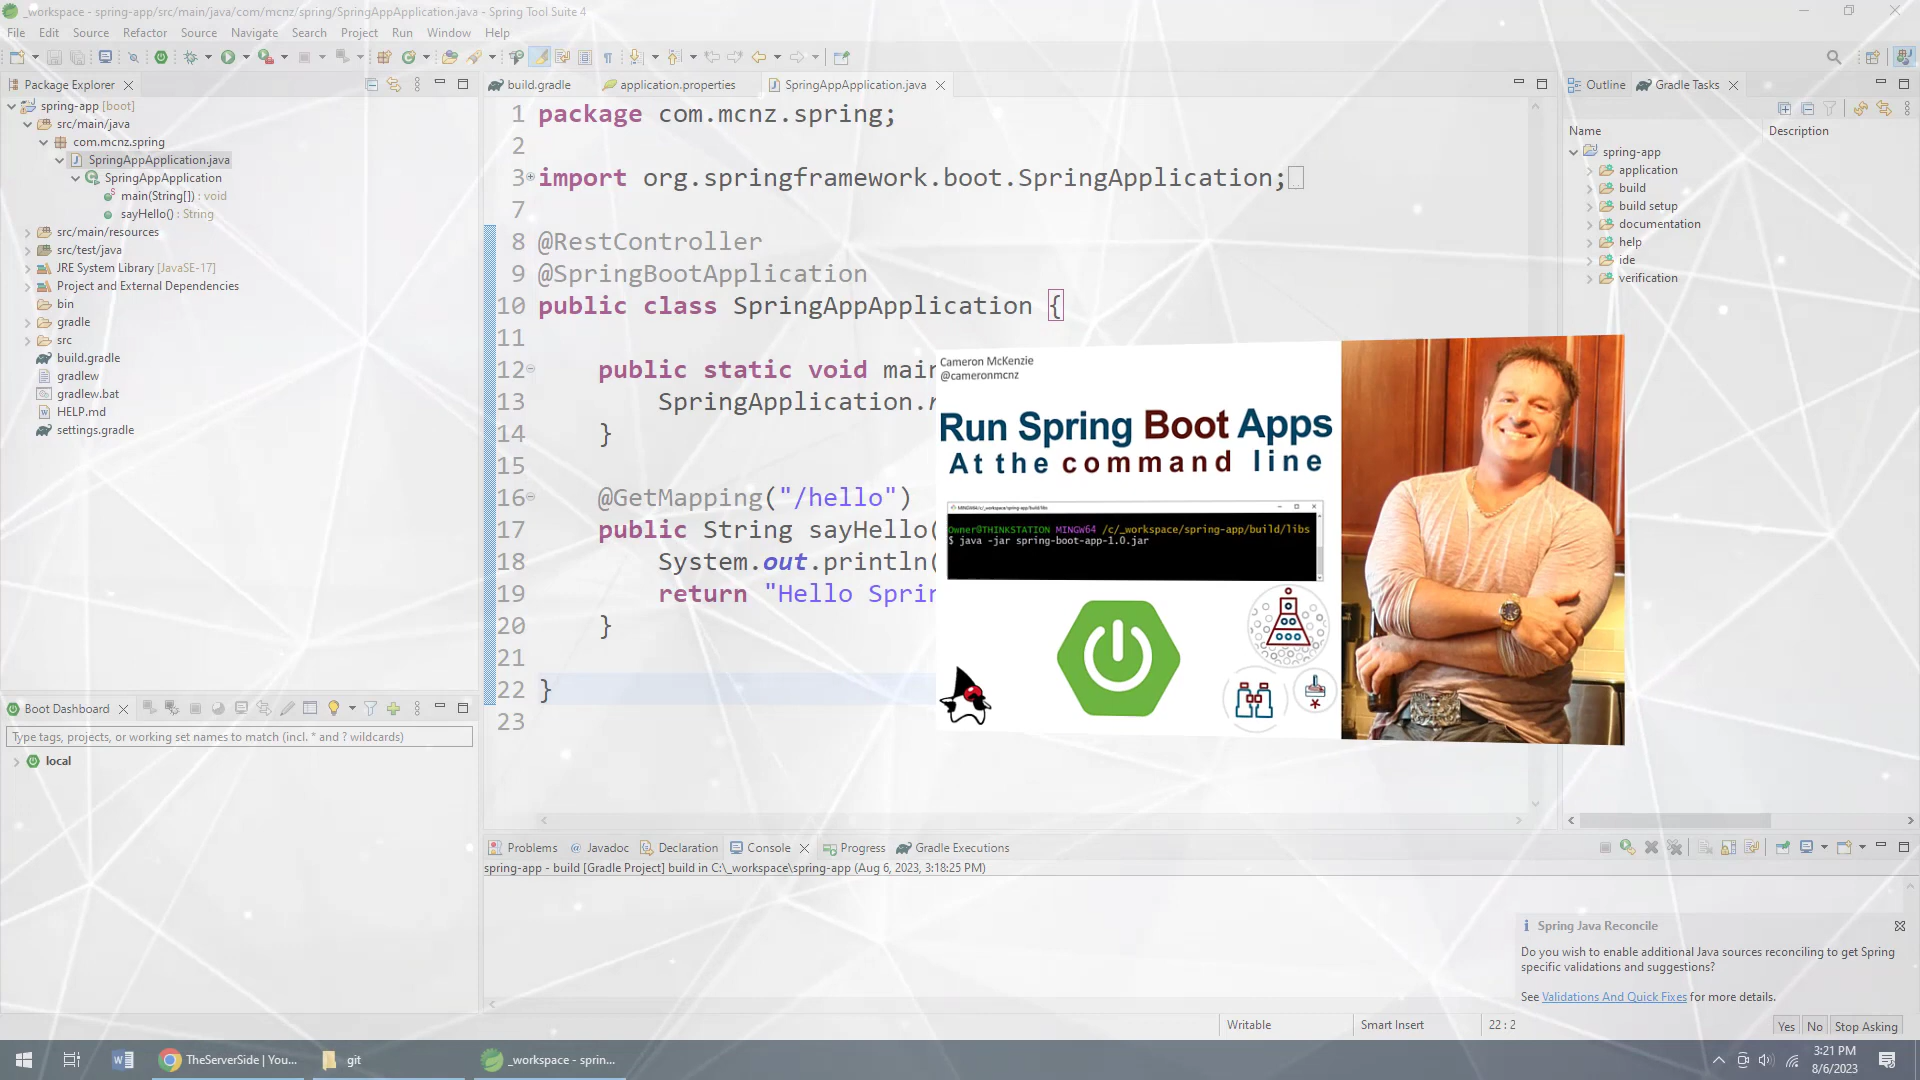 _workspace - spring-app/src/main/java/com/mcnz/spring/SpringAppApplication.java - Spring Tool Suite 4
File Edit Source Refactor Source Navigate Search Project Run Window Help
Package Explorer
spring-app [boot]
src/main/java
com.mcnz.spring
SpringAppApplication.java
SpringAppApplication
main(String[]) : void
sayHello() : String
src/main/resources
src/test/java
JRE System Library [JavaSE-17]
Project and External Dependencies
bin
gradle
src
build.gradle
gradlew
gradlew.bat
HELP.md
settings.gradle
Boot Dashboard
Type tags, projects, or working set names to match (incl. * and ? wildcards)
local
build.gradle application.properties SpringAppApplication.java
1 package com.mcnz.spring;
2
3 import org.springframework.boot.SpringApplication;
7
8 @RestController
9 @SpringBootApplication
10 public class SpringAppApplication {
11
12 public static void main
13 SpringApplication.r
14 }
15
16 @GetMapping("/hello")
17 public String sayHello(
18 System.out.println(
19 return "Hello Sprin
20 }
21
22 }
23
Cameron McKenzie
@cameronmcnz
Run Spring Boot Apps
At the command line
MINGW64:/c/_workspace/spring-app/build/libs
Owner@THINKSTATION MINGW64 /c/_workspace/spring-app/build/libs
$ java -jar spring-boot-app-1.0.jar
Outline Gradle Tasks
Name Description
spring-app
application
build
build setup
documentation
help
ide
verification
Problems Javadoc Declaration Console Progress Gradle Executions
spring-app - build [Gradle Project] build in C:\_workspace\spring-app (Aug 6, 2023, 3:18:25 PM)
Spring Java Reconcile
Do you wish to enable additional Java sources reconciling to get Spring
specific validations and suggestions?
See Validations And Quick Fixes for more details.
Yes No Stop Asking
Writable Smart Insert 22 : 2
TheServerSide | You... git _workspace - sprin...
3:21 PM
8/6/2023